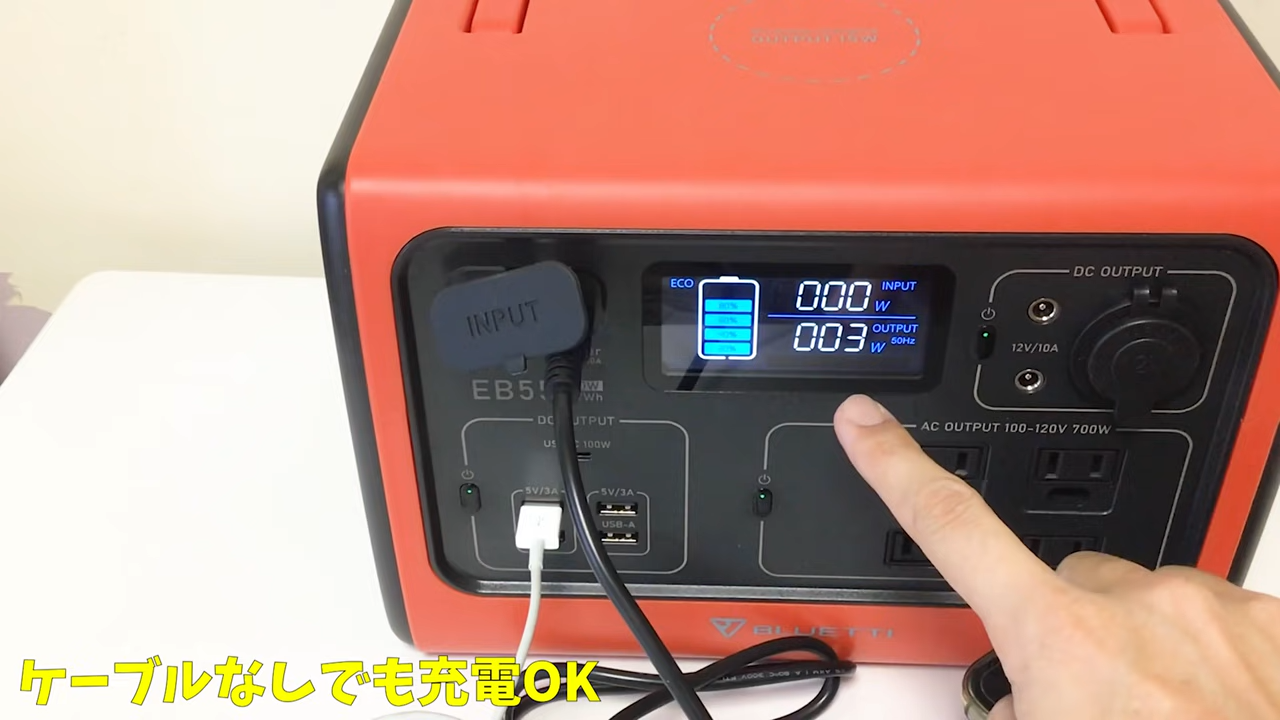 OUTPUT 15W
INPUT
ECO
000 W INPUT
003 W OUTPUT
50Hz
DC OUTPUT
12V/10A
EB55
DC OUTPUT
100W
5V/3A
5V/3A
USB-A
AC OUTPUT 100-120V 700W
BLUETTI
ケーブルなしでも充電OK